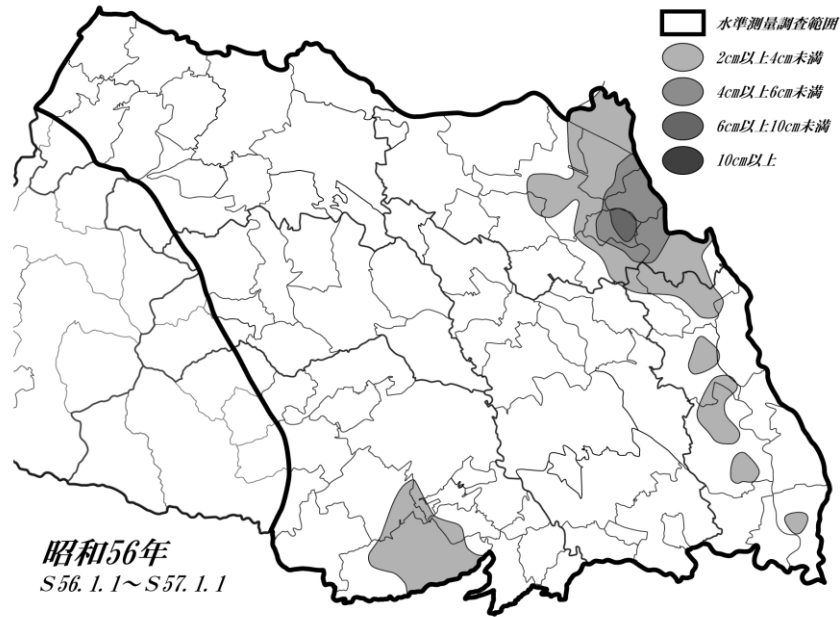 水準測量調査範囲
2cm以上4cm未満
4cm以上6cm未満
6cm以上10cm未満
10cm以上
昭和56年
S56.1.1～S57.1.1